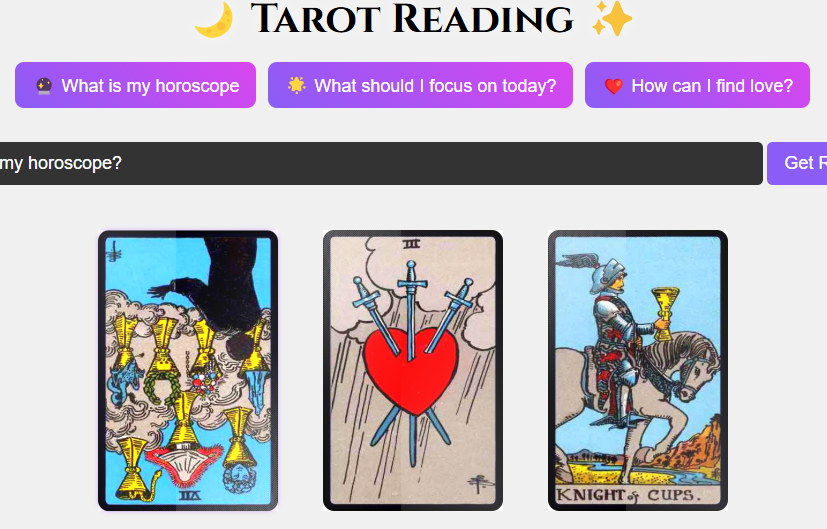 Tarot Reading
What is my horoscope
What should I focus on today?
How can I find love?
my horoscope?
Get R
VII
III
KNIGHT of CUPS.